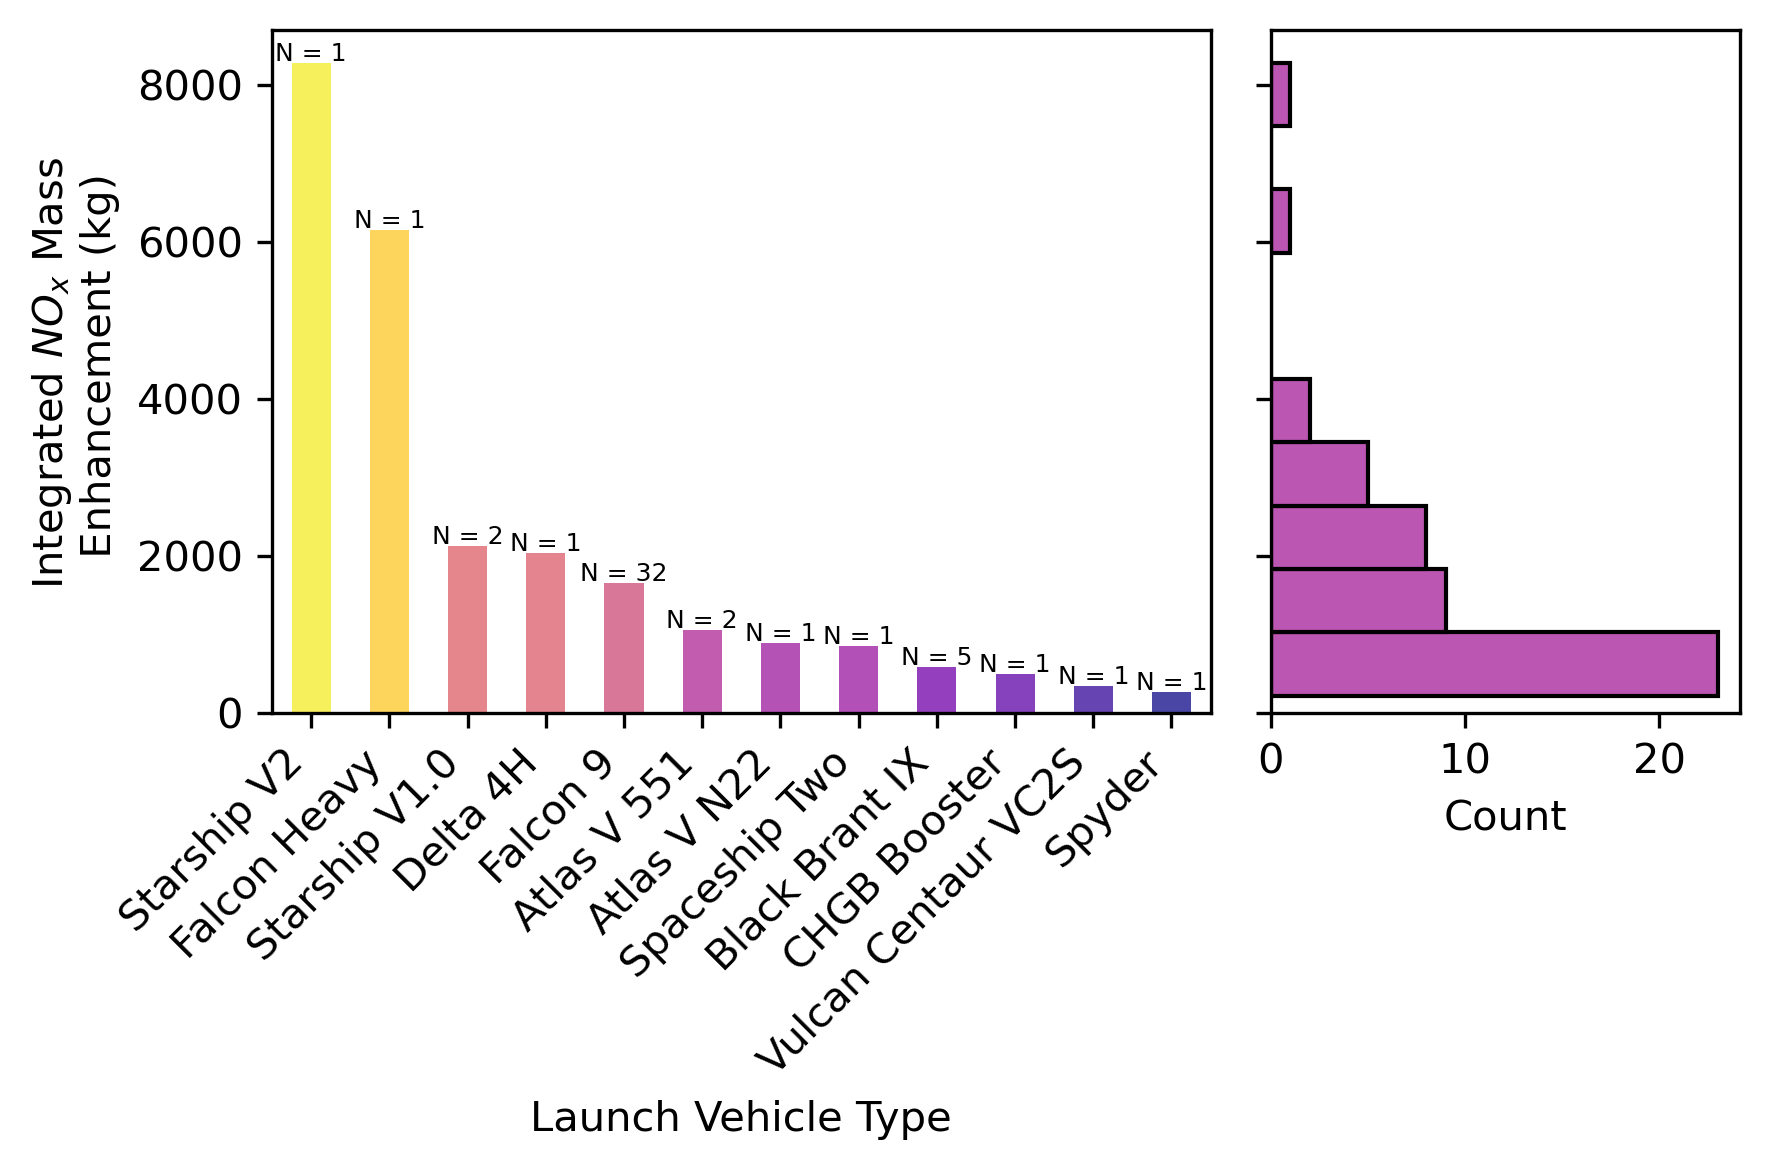 Integrated NOx Mass
Enhancement (kg)
8000
6000
4000
2000
0
N = 1
N = 1
N = 2
N = 1
N = 32
N = 2
N = 1
N = 1
N = 5
N = 1
N = 1
N = 1
Starship V2
Falcon Heavy
Starship V1.0
Delta 4H
Falcon 9
Atlas V 551
Atlas V N22
Spaceship Two
Black Brant IX
CHGB Booster
Vulcan Centaur VC2S
Spyder
Launch Vehicle Type
0
10
20
Count